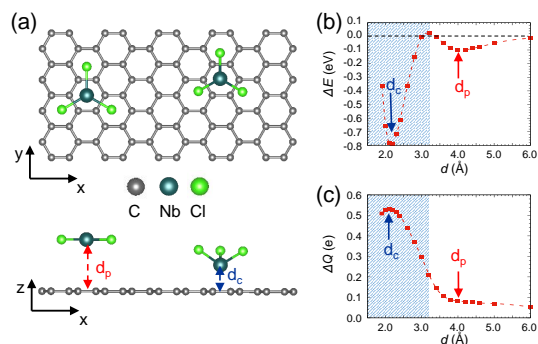 (a)
y
x
C Nb Cl
d_p
d_c
z
x
(b)
ΔE (eV)
0.1
0.0
-0.1
-0.2
-0.3
-0.4
-0.5
-0.6
-0.7
-0.8
d_c
d_p
2.0 3.0 4.0 5.0 6.0
d (Å)
(c)
ΔQ (e)
0.6
0.5
0.4
0.3
0.2
0.1
0.0
d_c
d_p
2.0 3.0 4.0 5.0 6.0
d (Å)